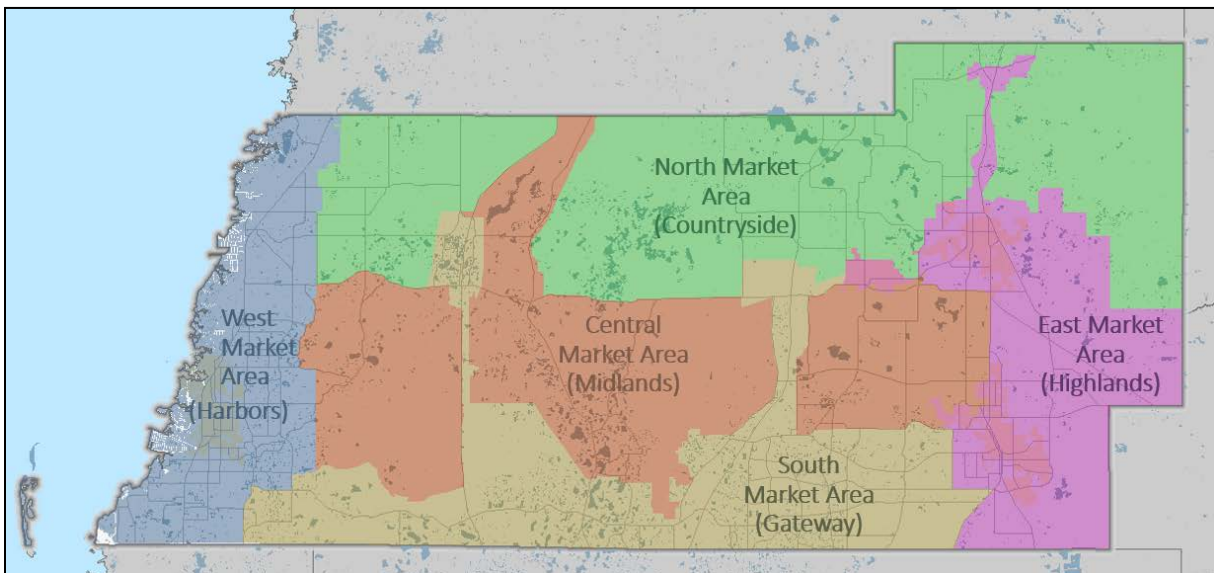 North Market
Area
(Countryside)
West
Market
Area
(Harbors)
Central
Market Area
(Midlands)
East Market
Area
(Highlands)
South
Market Area
(Gateway)